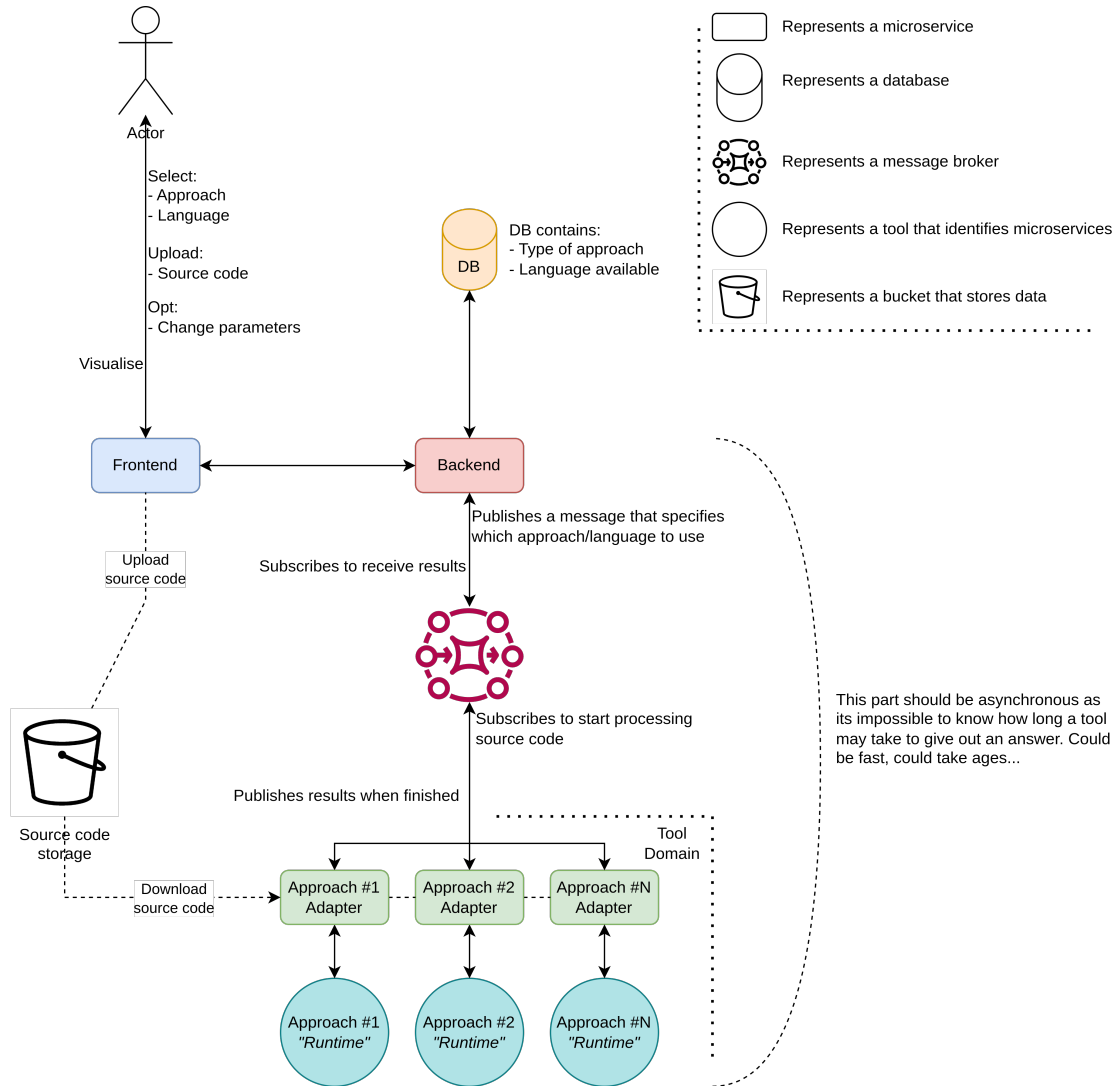 Actor
Select:
- Approach
- Language
Upload:
- Source code
Opt:
- Change parameters
Visualise
Represents a microservice
Represents a database
Represents a message broker
Represents a tool that identifies microservices
Represents a bucket that stores data
DB
DB contains:
- Type of approach
- Language available
Frontend
Backend
Upload
source code
Publishes a message that specifies
which approach/language to use
Subscribes to receive results
Subscribes to start processing
source code
Publishes results when finished
This part should be asynchronous as
its impossible to know how long a tool
may take to give out an answer. Could
be fast, could take ages...
Source code
storage
Tool
Domain
Download
source code
Approach #1
Adapter
Approach #2
Adapter
Approach #N
Adapter
Approach #1
"Runtime"
Approach #2
"Runtime"
Approach #N
"Runtime"